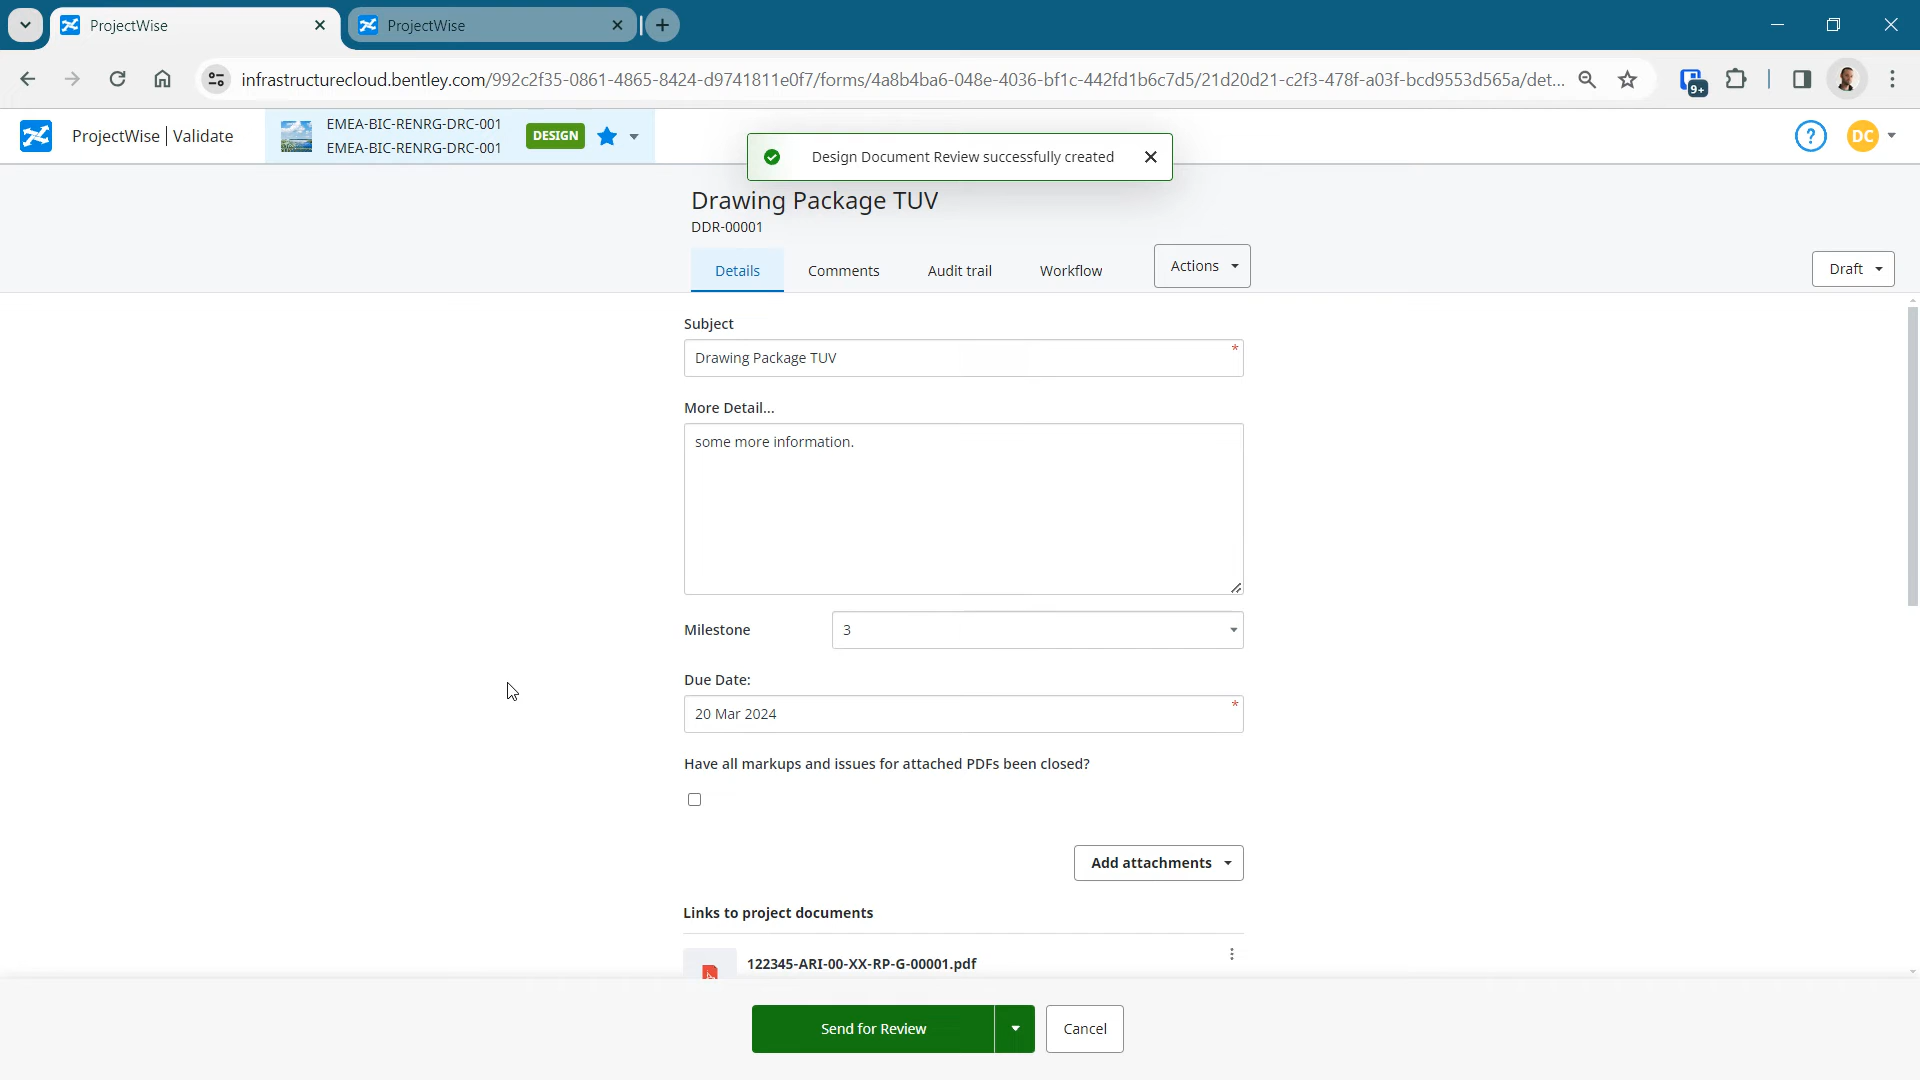 ProjectWise
ProjectWise
infrastructurecloud.bentley.com/992c2f35-0861-4865-8424-d9741811e0f7/forms/4a8b4ba6-048e-4036-bf1c-442fd1b6c7d5/21d20d21-c2f3-478f-a03f-bcd9553d565a/det...
9+
ProjectWise | Validate
EMEA-BIC-RENRG-DRC-001
EMEA-BIC-RENRG-DRC-001
DESIGN
Design Document Review successfully created
?
DC
Drawing Package TUV
DDR-00001
Details
Comments
Audit trail
Workflow
Actions
Draft
Subject
Drawing Package TUV
*
More Detail...
some more information.
Milestone
3
Due Date:
20 Mar 2024
*
Have all markups and issues for attached PDFs been closed?
Add attachments
Links to project documents
122345-ARI-00-XX-RP-G-00001.pdf
Send for Review
Cancel